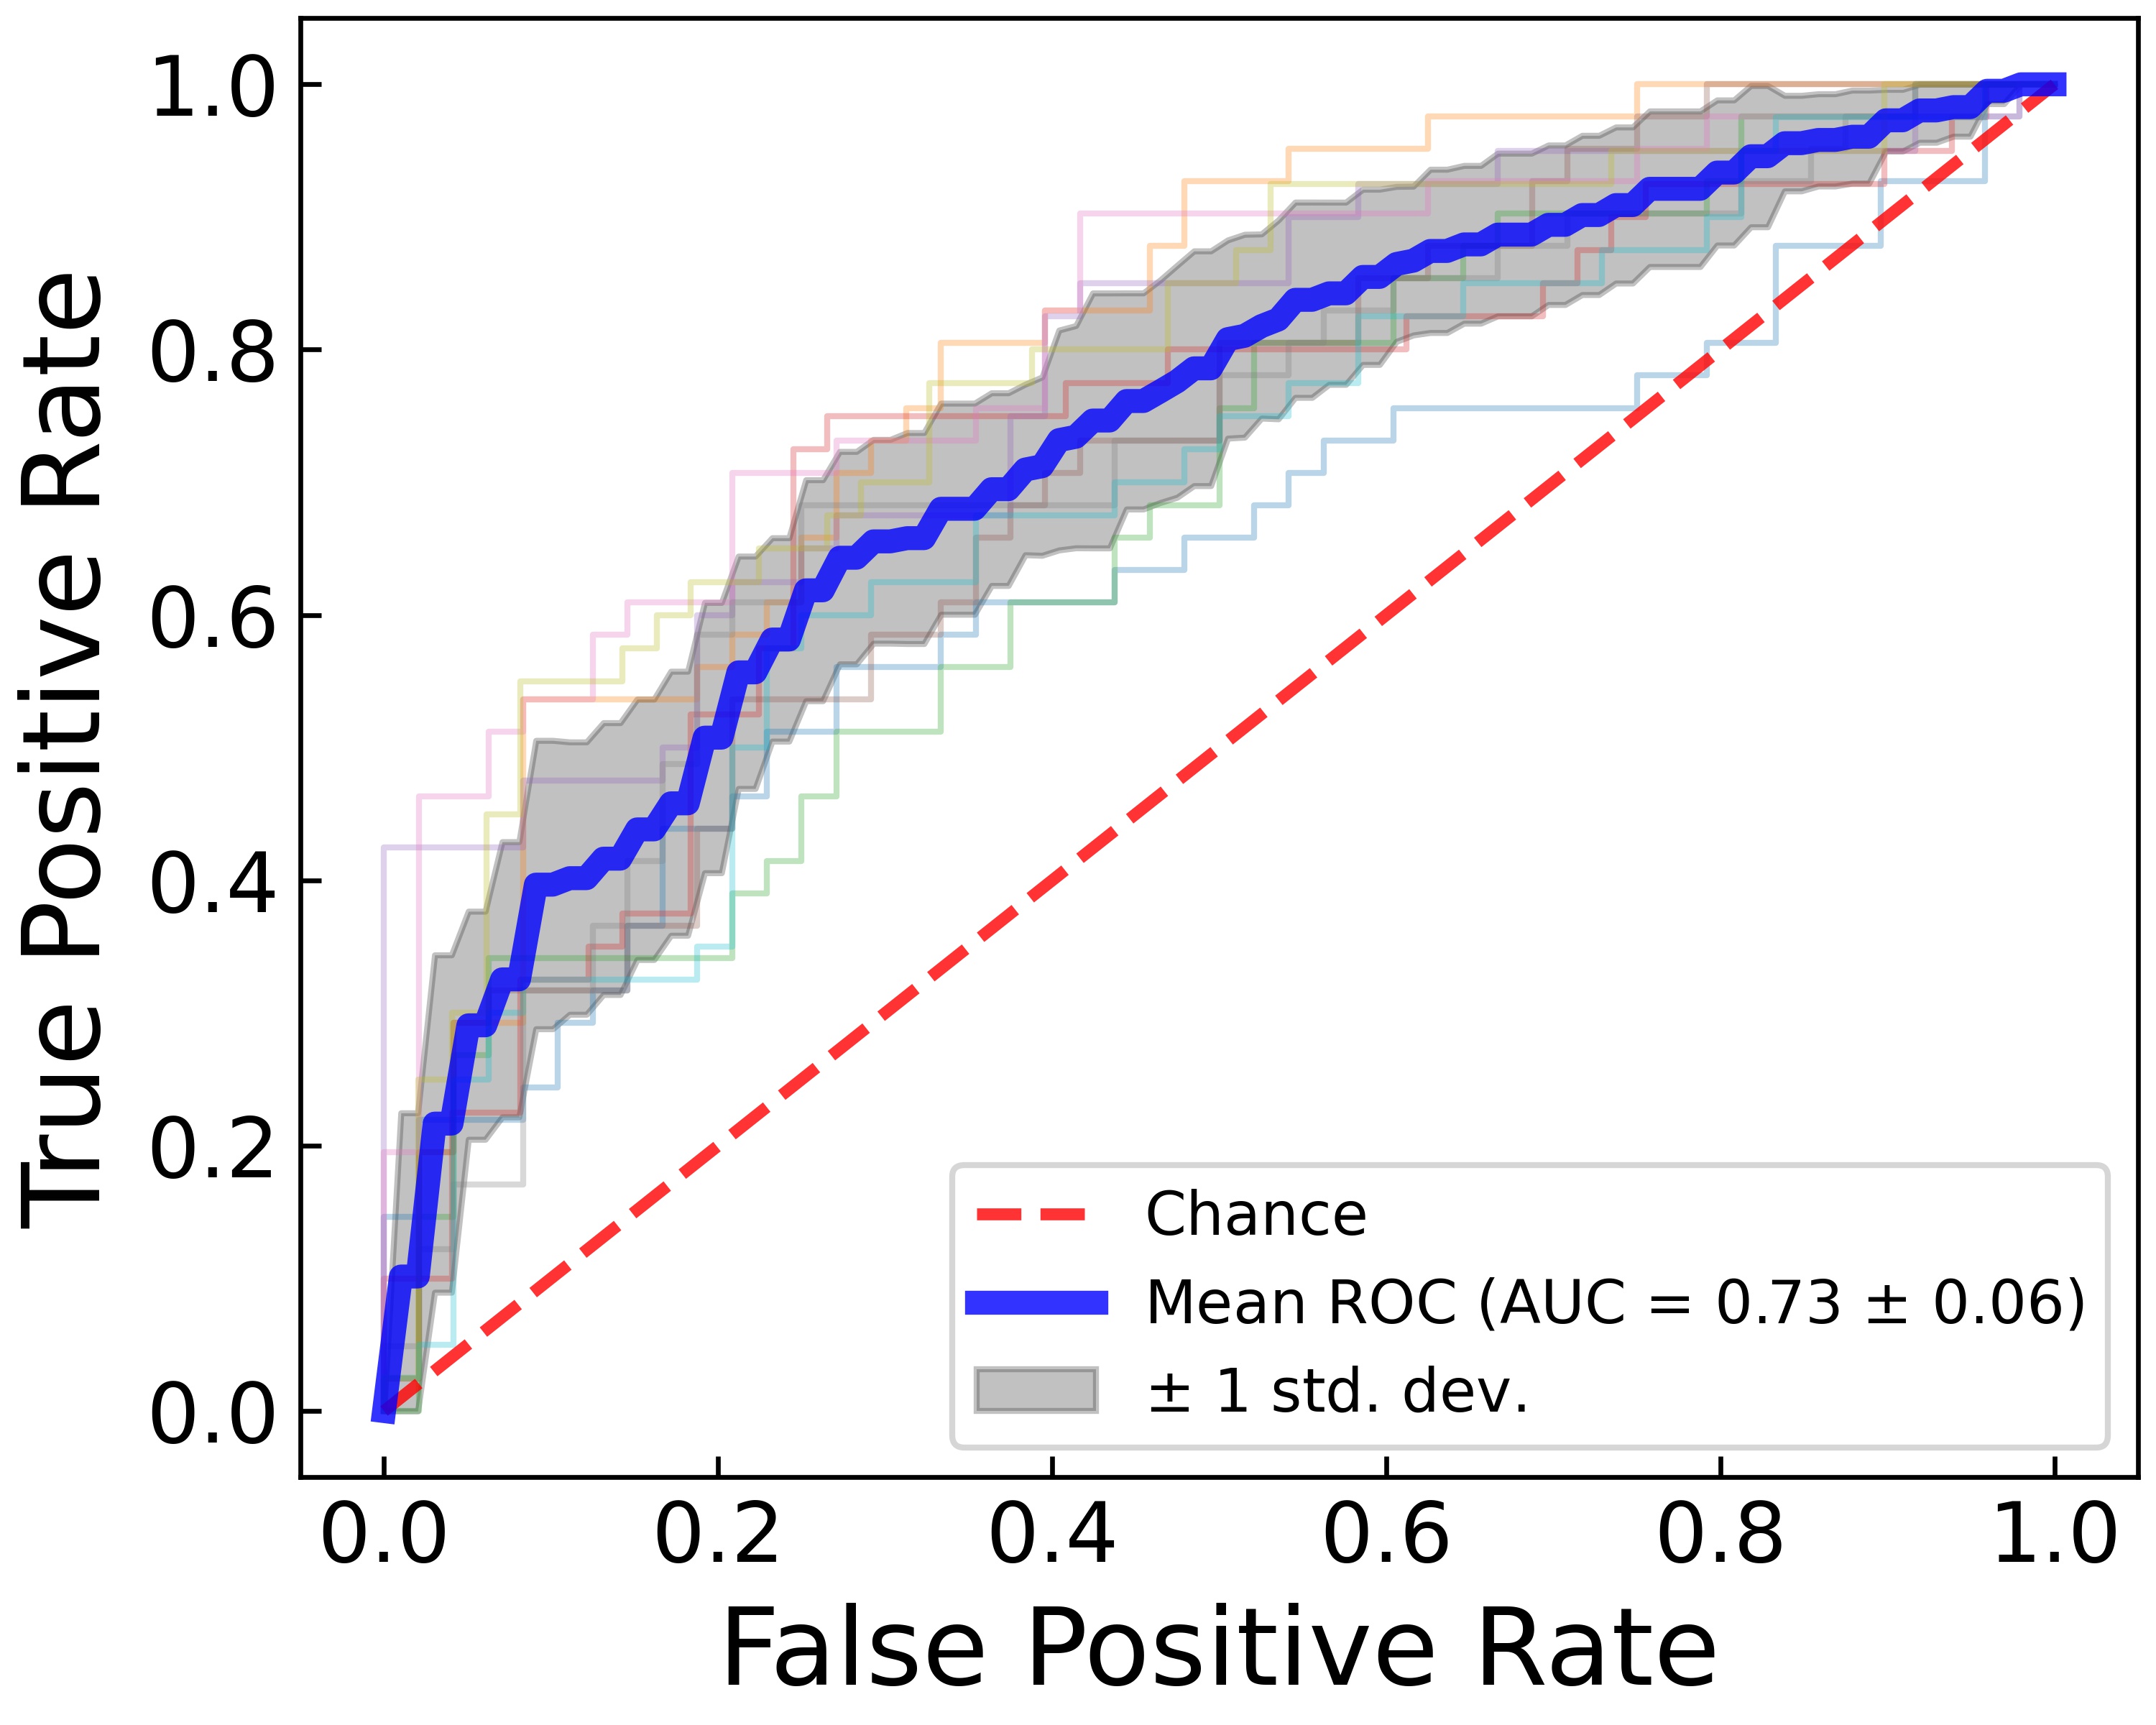 True Positive Rate
1.0
0.8
0.6
0.4
0.2
0.0
Chance
Mean ROC (AUC = 0.73 ± 0.06)
± 1 std. dev.
0.0 0.2 0.4 0.6 0.8 1.0
False Positive Rate